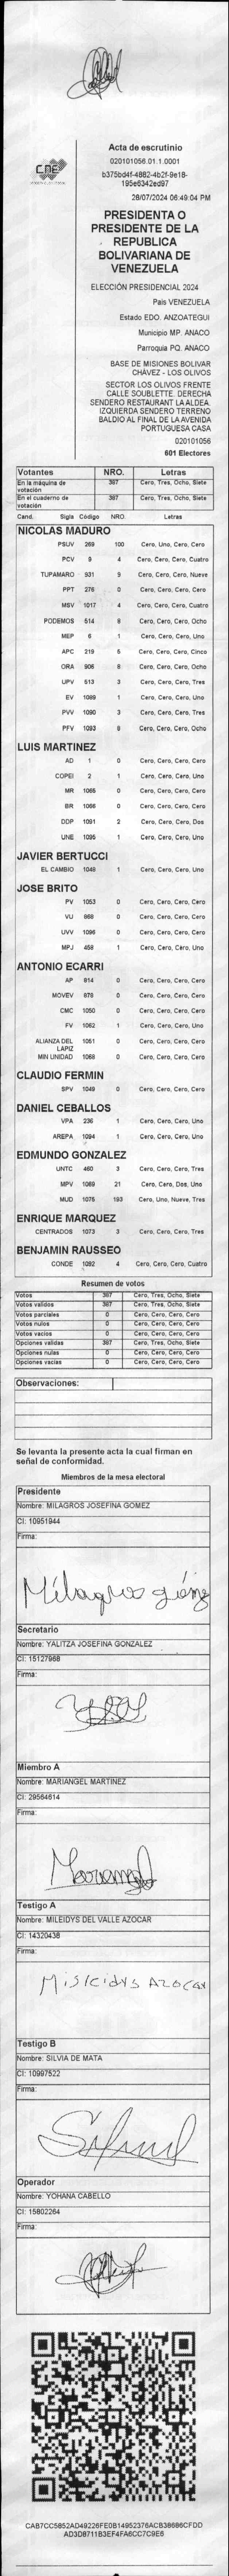 CNE
Acta de escrutinio
020101056.01.1.0001
b375bd4f-4882-4b2f-9e18-
195e6342ed97
28/07/2024 06:49:04 PM
PRESIDENTA O
PRESIDENTE DE LA
REPUBLICA
BOLIVARIANA DE
VENEZUELA
ELECCIÓN PRESIDENCIAL 2024
Pais VENEZUELA
Estado EDO. ANZOATEGUI
Municipio MP. ANACO
Parroquia PQ. ANACO
BASE DE MISIONES BOLIVAR
CHÁVEZ - LOS OLIVOS
SECTOR LOS OLIVOS FRENTE
CALLE SOUBLETTE. DERECHA
SENDERO RESTAURANT LA ALDEA.
IZQUIERDA SENDERO TERRENO
BALDIO AL FINAL DE LA AVENIDA
PORTUGUESA CASA
020101056
601 Electores
Votantes NRO. Letras
En la máquina de votación 387 Cero, Tres, Ocho, Siete
En el cuaderno de votación 387 Cero, Tres, Ocho, Siete
Cand. Sigla Código NRO. Letras
NICOLAS MADURO
PSUV 269 100 Cero, Uno, Cero, Cero
PCV 9 4 Cero, Cero, Cero, Cuatro
TUPAMARO 931 9 Cero, Cero, Cero, Nueve
PPT 276 0 Cero, Cero, Cero, Cero
MSV 1017 4 Cero, Cero, Cero, Cuatro
PODEMOS 514 8 Cero, Cero, Cero, Ocho
MEP 6 1 Cero, Cero, Cero, Uno
APC 219 5 Cero, Cero, Cero, Cinco
ORA 906 8 Cero, Cero, Cero, Ocho
UPV 513 3 Cero, Cero, Cero, Tres
EV 1089 1 Cero, Cero, Cero, Uno
PVV 1090 3 Cero, Cero, Cero, Tres
PFV 1093 8 Cero, Cero, Cero, Ocho
LUIS MARTINEZ
AD 1 0 Cero, Cero, Cero, Cero
COPEI 2 1 Cero, Cero, Cero, Uno
MR 1065 0 Cero, Cero, Cero, Cero
BR 1066 0 Cero, Cero, Cero, Cero
DDP 1091 2 Cero, Cero, Cero, Dos
UNE 1095 1 Cero, Cero, Cero, Uno
JAVIER BERTUCCI
EL CAMBIO 1048 1 Cero, Cero, Cero, Uno
JOSE BRITO
PV 1053 0 Cero, Cero, Cero, Cero
VU 868 0 Cero, Cero, Cero, Cero
UVV 1096 0 Cero, Cero, Cero, Cero
MPJ 458 1 Cero, Cero, Cero, Uno
ANTONIO ECARRI
AP 814 0 Cero, Cero, Cero, Cero
MOVEV 878 0 Cero, Cero, Cero, Cero
CMC 1050 0 Cero, Cero, Cero, Cero
FV 1062 1 Cero, Cero, Cero, Uno
ALIANZA DEL LÁPIZ 1051 0 Cero, Cero, Cero, Cero
MIN UNIDAD 1068 0 Cero, Cero, Cero, Cero
CLAUDIO FERMIN
SPV 1049 0 Cero, Cero, Cero, Cero
DANIEL CEBALLOS
VPA 236 1 Cero, Cero, Cero, Uno
AREPA 1094 1 Cero, Cero, Cero, Uno
EDMUNDO GONZALEZ
UNTC 460 3 Cero, Cero, Cero, Tres
MPV 1069 21 Cero, Cero, Dos, Uno
MUD 1075 193 Cero, Uno, Nueve, Tres
ENRIQUE MARQUEZ
CENTRADOS 1073 3 Cero, Cero, Cero, Tres
BENJAMIN RAUSSEO
CONDE 1092 4 Cero, Cero, Cero, Cuatro
Resumen de votos
Votos 387 Cero, Tres, Ocho, Siete
Votos validos 387 Cero, Tres, Ocho, Siete
Votos parciales 0 Cero, Cero, Cero, Cero
Votos nulos 0 Cero, Cero, Cero, Cero
Votos vacios 0 Cero, Cero, Cero, Cero
Opciones validas 387 Cero, Tres, Ocho, Siete
Opciones nulas 0 Cero, Cero, Cero, Cero
Opciones vacias 0 Cero, Cero, Cero, Cero
Observaciones:
Se levanta la presente acta la cual firman en
señal de conformidad.
Miembros de la mesa electoral
Presidente
Nombre: MILAGROS JOSEFINA GOMEZ
CI: 10951944
Firma:
Milagros gómez
Secretario
Nombre: YALITZA JOSEFINA GONZALEZ
CI: 15127968
Firma:
Miembro A
Nombre: MARIANGEL MARTINEZ
CI: 29564614
Firma:
Mariangel
Testigo A
Nombre: MILEIDYS DEL VALLE AZOCAR
CI: 14320438
Firma:
Misleidys Azocar
Testigo B
Nombre: SILVIA DE MATA
CI: 10997522
Firma:
Operador
Nombre: YOHANA CABELLO
CI: 15802264
Firma:
CAB7CC5852AD49226FE0B14952376ACB38686CFDD
AD3D8711B3EF4FA6CC7C9E6